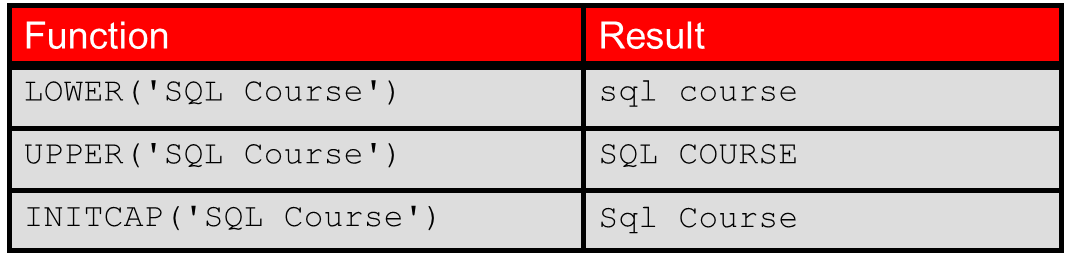 Function Result
LOWER('SQL Course') sql course
UPPER('SQL Course') SQL COURSE
INITCAP('SQL Course') Sql Course